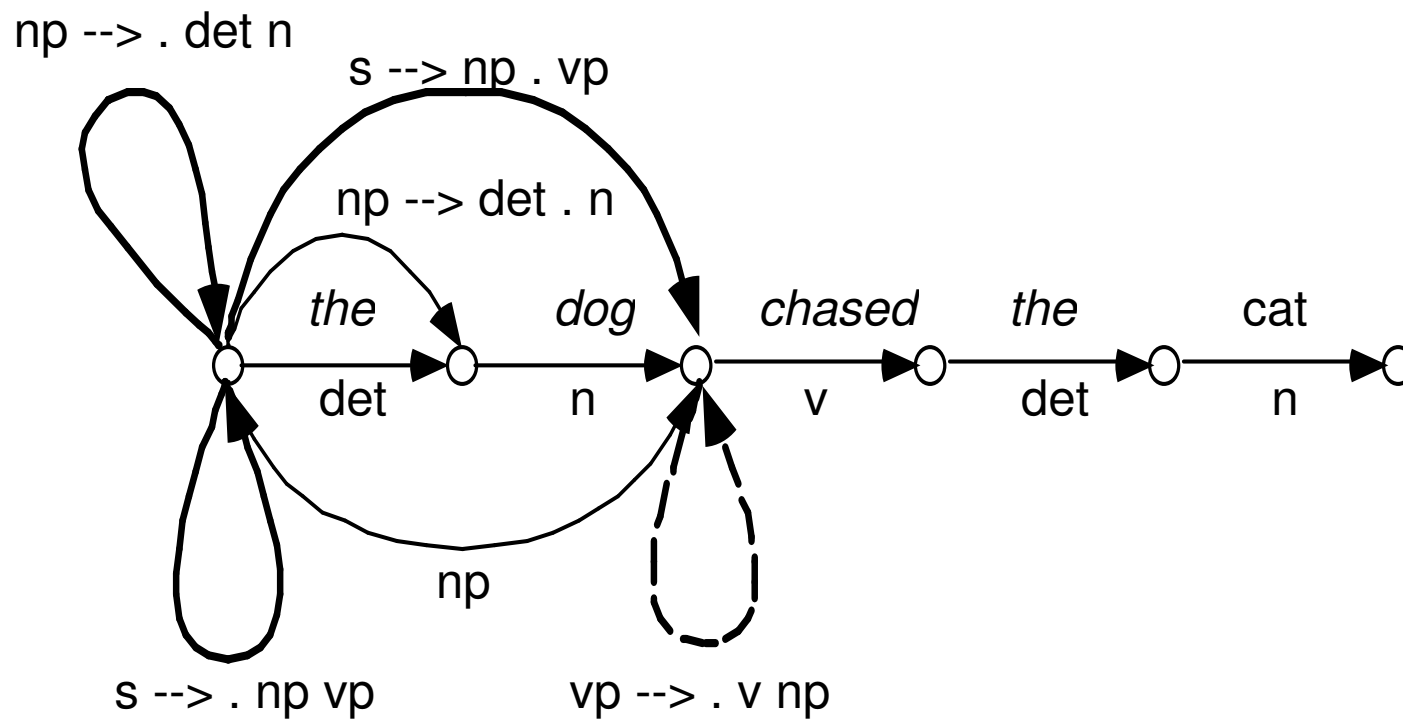 np --> . det n
s --> np . vp
np --> det . n
the dog chased the cat
det n v det n
np
s --> . np vp vp --> . v np